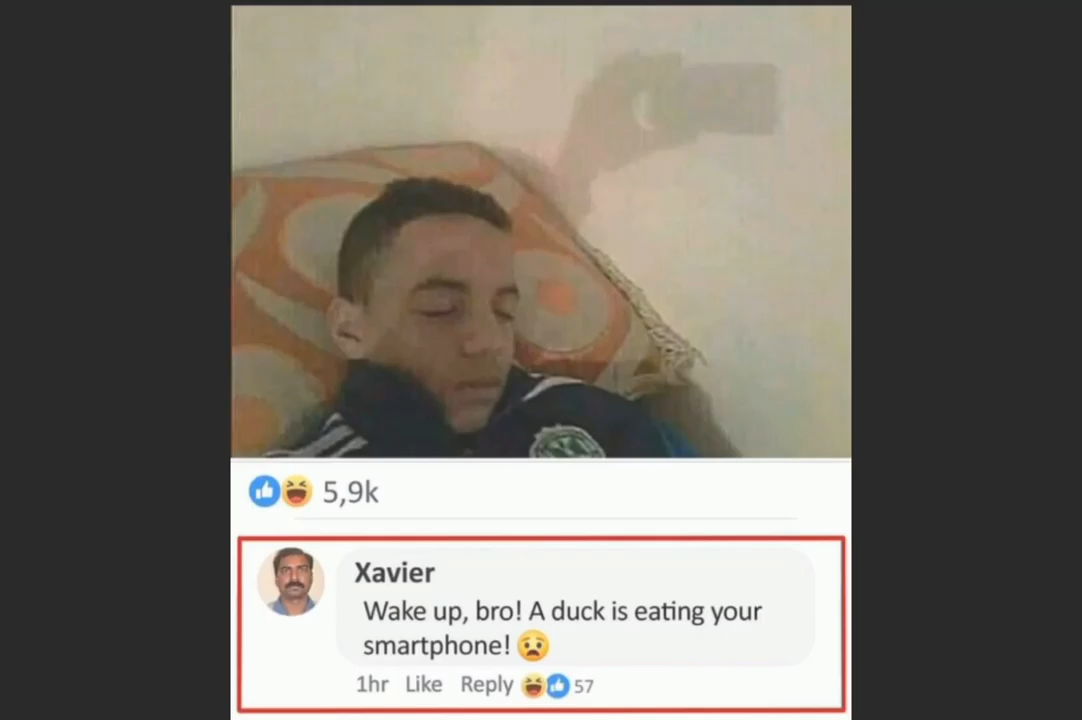 5,9k
Xavier
Wake up, bro! A duck is eating your
smartphone!
1hr Like Reply 57